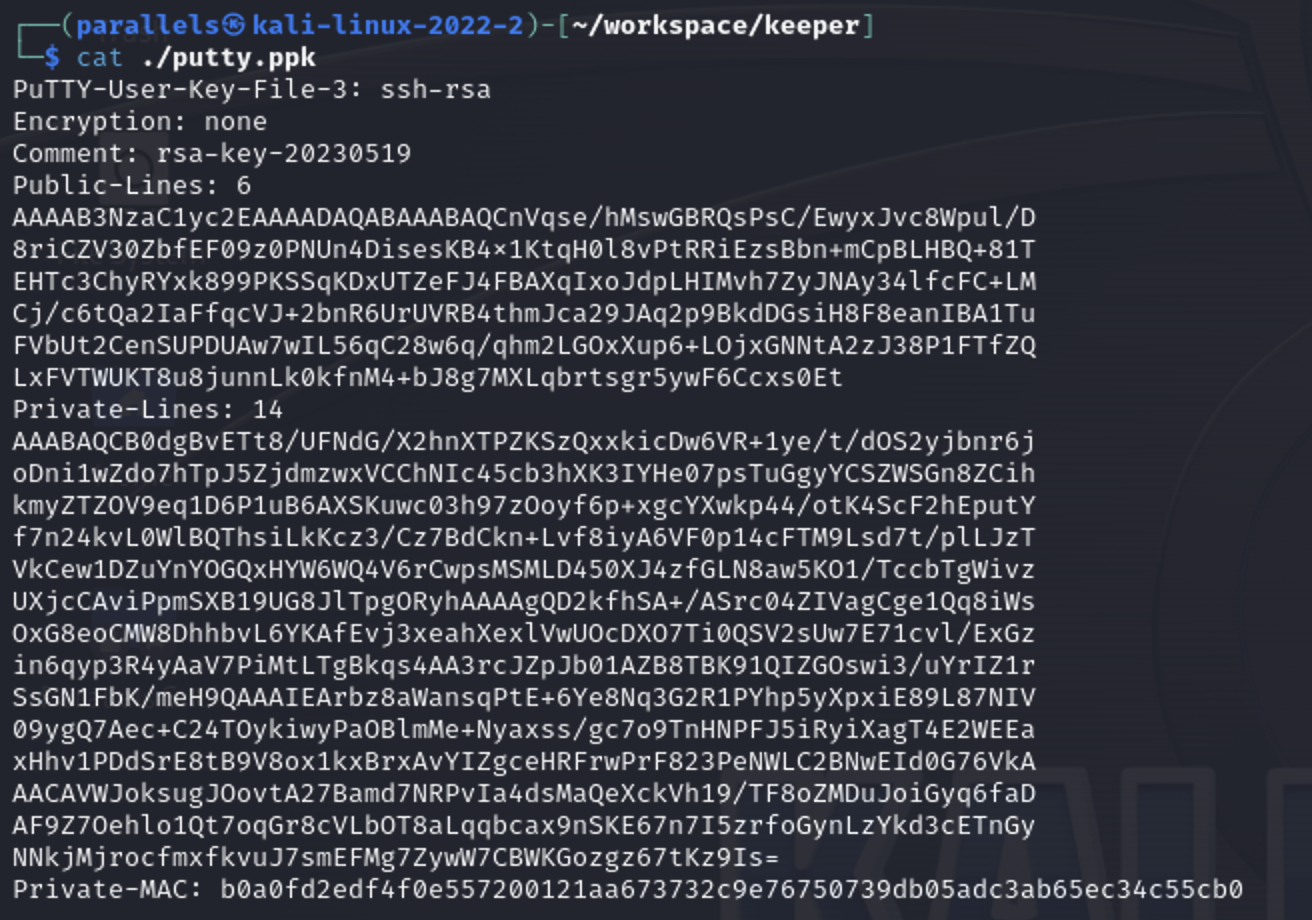 ┌──(parallels㉿kali-linux-2022-2)-[~/workspace/keeper]
└─$ cat ./putty.ppk
PuTTY-User-Key-File-3: ssh-rsa
Encryption: none
Comment: rsa-key-20230519
Public-Lines: 6
AAAAB3NzaC1yc2EAAAADAQABAAABAQCnVqse/hMswGBRQsPsC/EwyxJvc8Wpul/D
8riCZV30ZbfEF09z0PNUn4DisesKB4x1KtqH0l8vPtRRiEzsBbn+mCpBLHBQ+81T
EHTc3ChyRYxk899PKSSqKDxUTZeFJ4FBAXqIxoJdpLHIMvh7ZyJNAy34lfcFC+LM
Cj/c6tQa2IaFfqcVJ+2bnR6UrUVRB4thmJca29JAq2p9BkdDGsiH8F8eanIBA1Tu
FVbUt2CenSUPDUAw7wIL56qC28w6q/qhm2LGOxXup6+LOjxGNNtA2zJ38P1FTfZQ
LxFVTWUKT8u8junnLk0kfnM4+bJ8g7MXLqbrtsgr5ywF6Ccxs0Et
Private-Lines: 14
AAABAQCB0dgBvETt8/UFNdG/X2hnXTPZKSzQxxkicDw6VR+1ye/t/dOS2yjbnr6j
oDni1wZdo7hTpJ5ZjdmzwxVCChNIc45cb3hXK3IYHe07psTuGgyYCSZWSGn8ZCih
kmyZTZOV9eq1D6P1uB6AXSKuwc03h97zOoyf6p+xgcYXwkp44/otK4ScF2hEputY
f7n24kvL0WlBQThsiLkKcz3/Cz7BdCkn+Lvf8iyA6VF0p14cFTM9Lsd7t/plLJzT
VkCew1DZuYnYOGQxHYW6WQ4V6rCwpsMSMLD450XJ4zfGLN8aw5KO1/TccbTgWivz
UXjcCAviPpmSXB19UG8JlTpgORyhAAAAgQD2kfhSA+/ASrc04ZIVagCge1Qq8iWs
OxG8eoCMW8DhhbvL6YKAfEvj3xeahXexlVwUOcDXO7Ti0QSV2sUw7E71cvl/ExGz
in6qyp3R4yAaV7PiMtLTgBkqs4AA3rcJZpJb01AZB8TBK91QIZGOswi3/uYrIZ1r
SsGN1FbK/meH9QAAAIEArbz8aWansqPtE+6Ye8Nq3G2R1PYhp5yXpxiE89L87NIV
09ygQ7Aec+C24TOykiwyPaOBlmMe+Nyaxss/gc7o9TnHNPFJ5iRyiXagT4E2WEEa
xHhv1PDdSrE8tB9V8ox1kxBrxAvYIZgceHRFrwPrF823PeNWLC2BNwEId0G76VkA
AACAVWJoksugJOovtA27Bamd7NRPvIa4dsMaQeXckVh19/TF8oZMDuJoiGyq6faD
AF9Z7Oehlo1Qt7oqGr8cVLbOT8aLqqbcax9nSKE67n7I5zrfoGynLzYkd3cETnGy
NNkjMjrocfmxfkvuJ7smEFMg7ZywW7CBWKGozgz67tKz9Is=
Private-MAC: b0a0fd2edf4f0e557200121aa673732c9e76750739db05adc3ab65ec34c55cb0